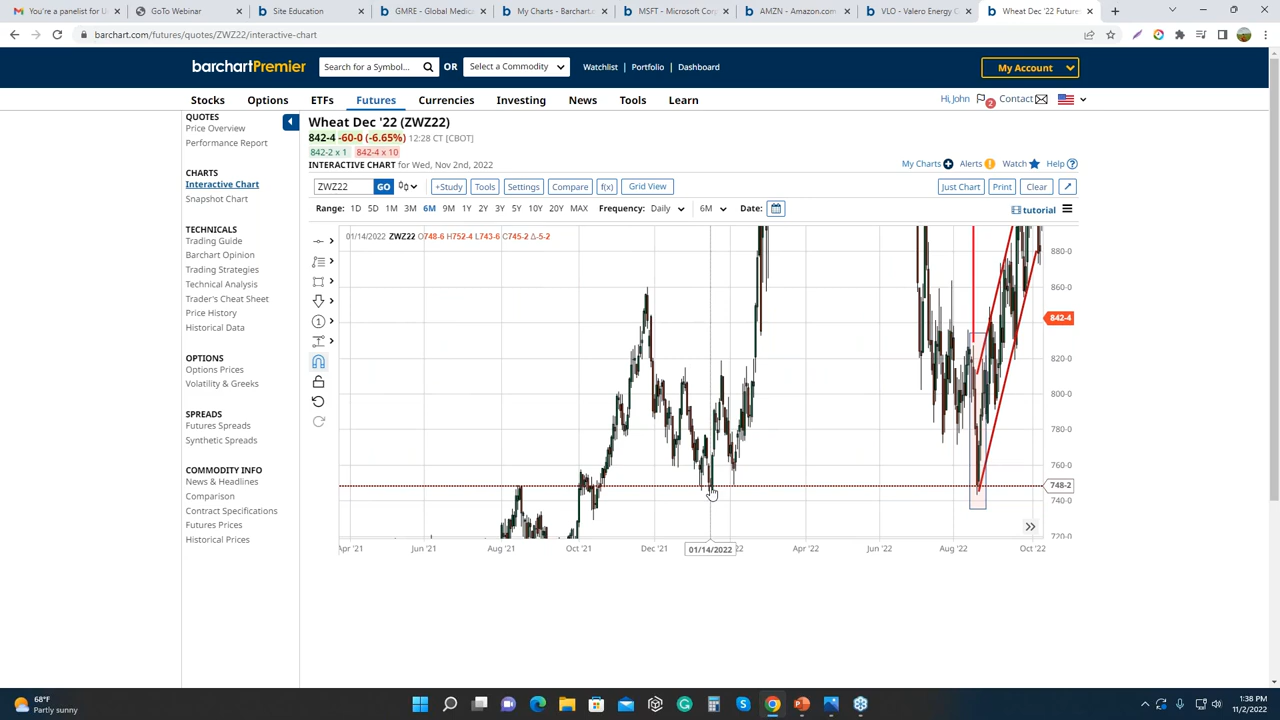 You're a panelist for Us
GoTo Webinar
Site Education
GMRE - Global Medica
My Charts - Barchart.co
MSFT - Microsoft Corp
AMZN - Amazon.com
VLO - Valero Energy C
Wheat Dec '22 Future
barchart.com/futures/quotes/ZWZ22/interactive-chart
barchartPremier
Search for a Symbol...
OR
Select a Commodity
Watchlist
Portfolio
Dashboard
My Account
Stocks
Options
ETFs
Futures
Currencies
Investing
News
Tools
Learn
Hi, John
2
Contact
QUOTES
Price Overview
Performance Report
CHARTS
Interactive Chart
Snapshot Chart
TECHNICALS
Trading Guide
Barchart Opinion
Trading Strategies
Technical Analysis
Trader's Cheat Sheet
Price History
Historical Data
OPTIONS
Options Prices
Volatility & Greeks
SPREADS
Futures Spreads
Synthetic Spreads
COMMODITY INFO
News & Headlines
Comparison
Contract Specifications
Futures Prices
Historical Prices
Wheat Dec '22 (ZWZ22)
842-4 -60-0 (-6.65%) 12:28 CT [CBOT]
842-2 x 1 842-4 x 10
INTERACTIVE CHART for Wed, Nov 2nd, 2022
My Charts
Alerts
Watch
Help
ZWZ22
GO
+Study
Tools
Settings
Compare
f(x)
Grid View
Just Chart
Print
Clear
Range: 1D 5D 1M 3M 6M 9M 1Y 2Y 3Y 5Y 10Y 20Y MAX Frequency: Daily 6M Date:
tutorial
01/14/2022 ZWZ22 O748-6 H752-4 L743-6 C745-2 Δ-5-2
880-0
860-0
842-4
820-0
800-0
780-0
760-0
748-2
740-0
720-0
Apr '21
Jun '21
Aug '21
Oct '21
Dec '21
01/14/2022
Apr '22
Jun '22
Aug '22
Oct '22
68°F
Partly sunny
1:38 PM
11/2/2022